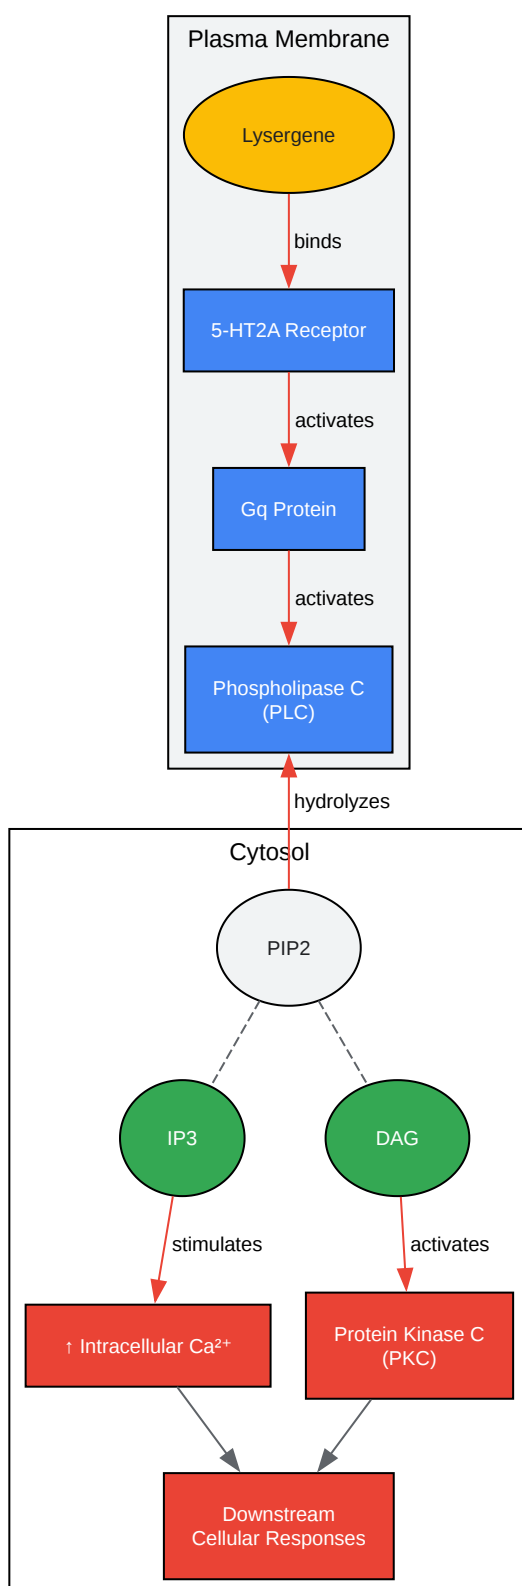 Plasma Membrane
Lysergene
binds
5-HT2A Receptor
activates
Gq Protein
activates
Phospholipase C
(PLC)
hydrolyzes
Cytosol
PIP2
IP3
DAG
stimulates
activates
↑ Intracellular Ca²⁺
Protein Kinase C
(PKC)
Downstream
Cellular Responses